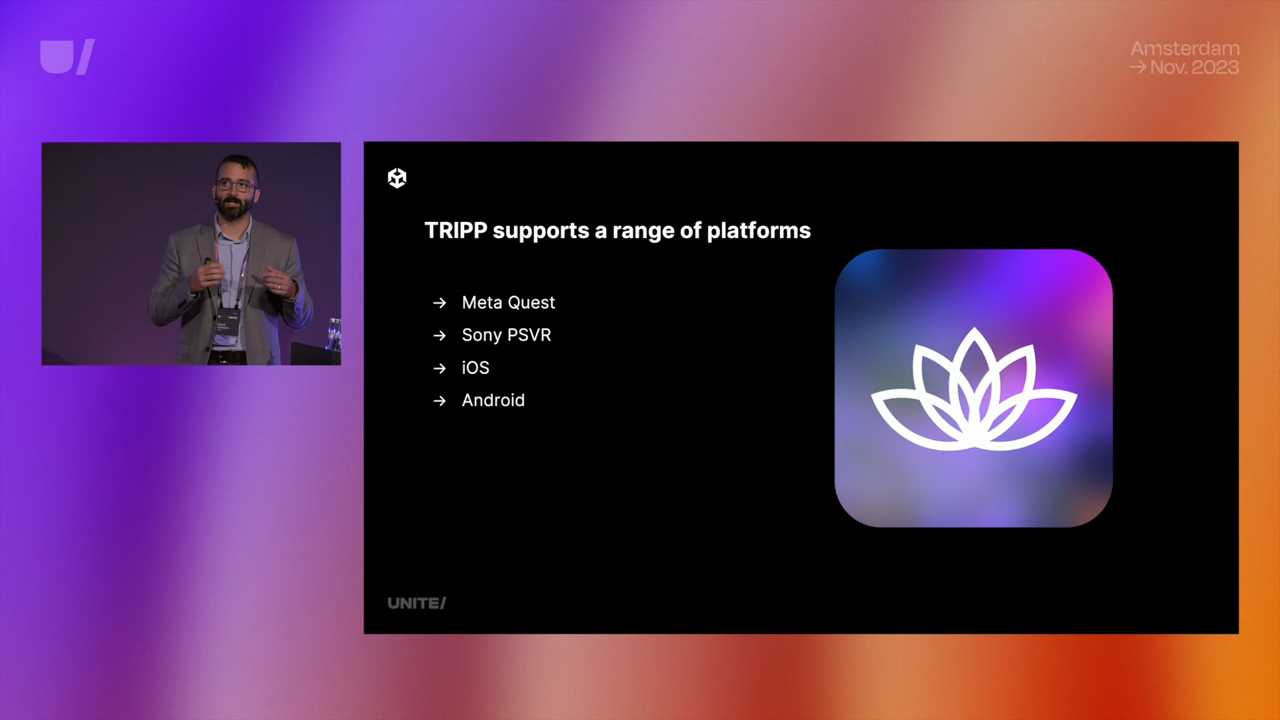 Amsterdam
→ Nov. 2023
TRIPP supports a range of platforms
→ Meta Quest
→ Sony PSVR
→ iOS
→ Android
UNITE/